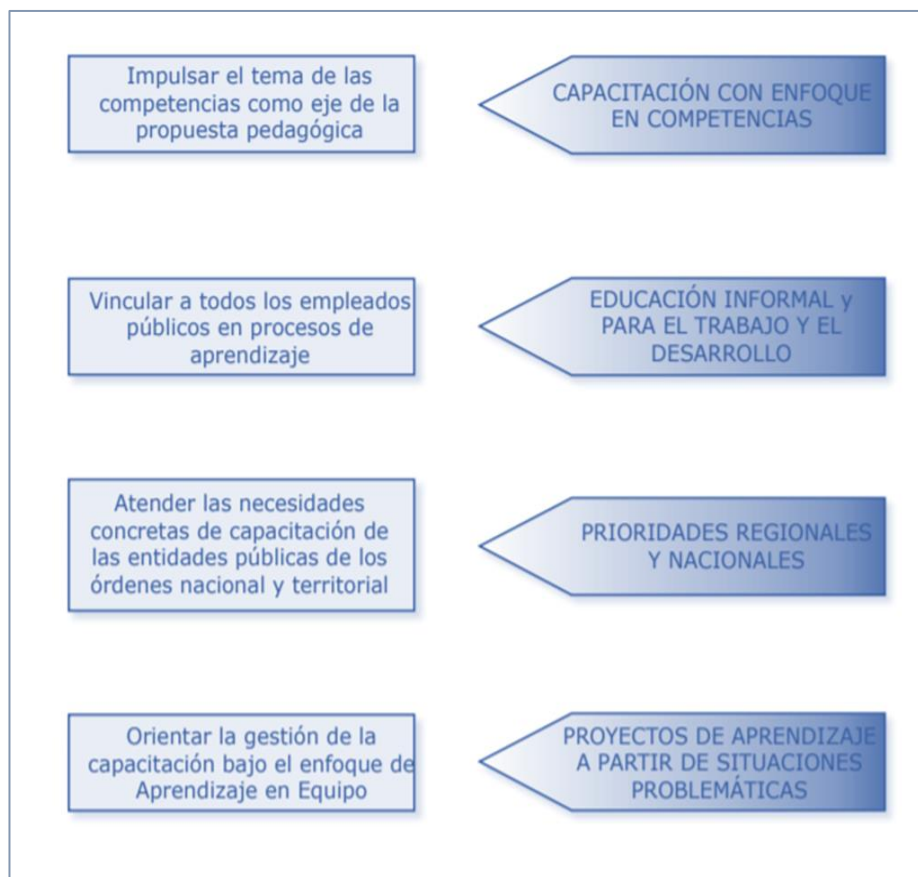 Impulsar el tema de las
competencias como eje de la
propuesta pedagógica
CAPACITACIÓN CON ENFOQUE
EN COMPETENCIAS
Vincular a todos los empleados
públicos en procesos de
aprendizaje
EDUCACIÓN INFORMAL y
PARA EL TRABAJO Y EL
DESARROLLO
Atender las necesidades
concretas de capacitación de
las entidades públicas de los
órdenes nacional y territorial
PRIORIDADES REGIONALES
Y NACIONALES
Orientar la gestión de la
capacitación bajo el enfoque de
Aprendizaje en Equipo
PROYECTOS DE APRENDIZAJE
A PARTIR DE SITUACIONES
PROBLEMÁTICAS